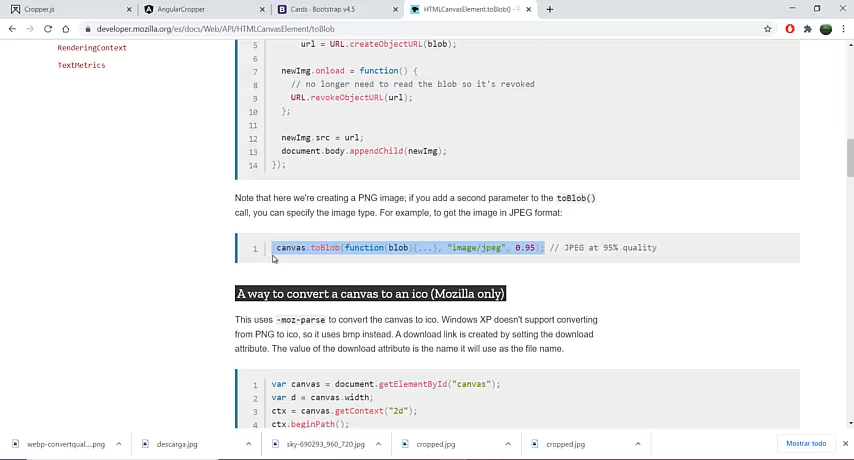 Cropper.js
AngularCropper
Cards · Bootstrap v4.5
HTMLCanvasElement.toBlob() - R
developer.mozilla.org/es/docs/Web/API/HTMLCanvasElement/toBlob
RenderingContext
TextMetrics
5 url = URL.createObjectURL(blob);
6
7 newImg.onload = function() {
8 // no longer need to read the blob so it's revoked
9 URL.revokeObjectURL(url);
10 };
11
12 newImg.src = url;
13 document.body.appendChild(newImg);
14 });
Note that here we're creating a PNG image; if you add a second parameter to the toBlob()
call, you can specify the image type. For example, to get the image in JPEG format:
1 canvas.toBlob(function(blob){...}, "image/jpeg", 0.95); // JPEG at 95% quality
A way to convert a canvas to an ico (Mozilla only)
This uses -moz-parse to convert the canvas to ico. Windows XP doesn't support converting
from PNG to ico, so it uses bmp instead. A download link is created by setting the download
attribute. The value of the download attribute is the name it will use as the file name.
1 var canvas = document.getElementById("canvas");
2 var d = canvas.width;
3 ctx = canvas.getContext("2d");
4 ctx.beginPath();
webp-convertqual....png
descarga.jpg
sky-690293_960_720.jpg
cropped.jpg
cropped.jpg
Mostrar todo